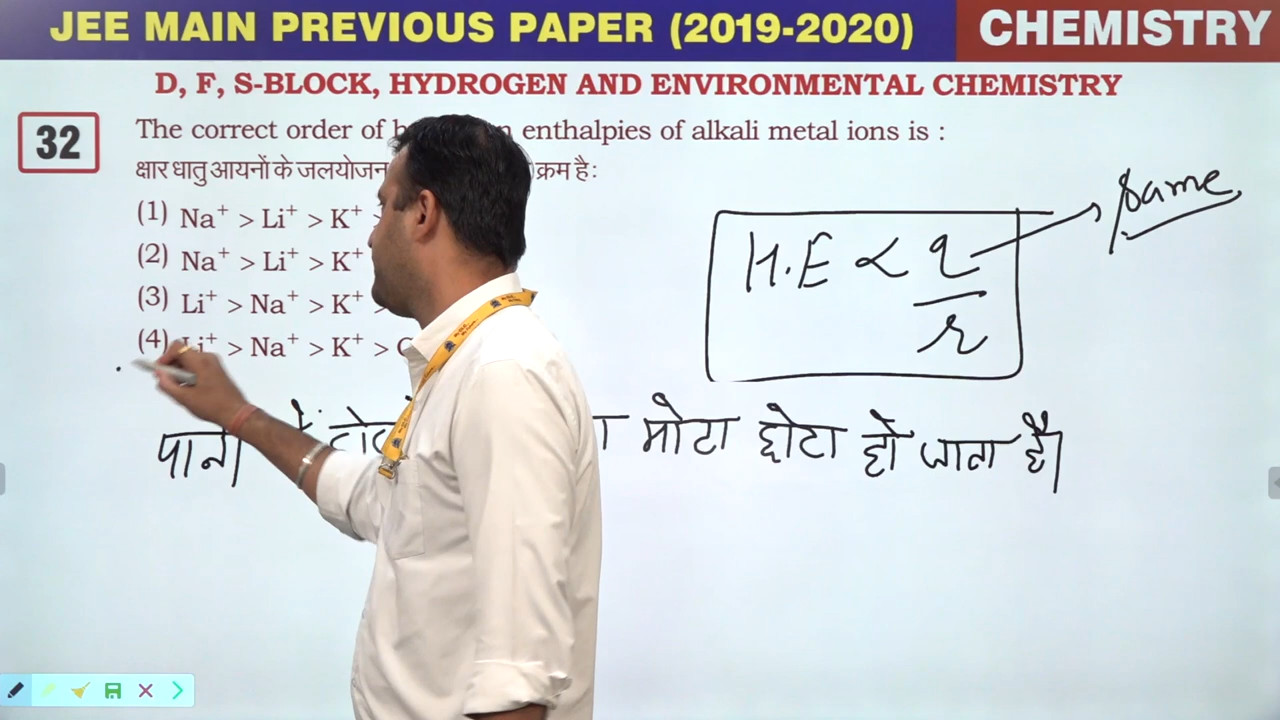 JEE MAIN PREVIOUS PAPER (2019-2020)
CHEMISTRY
D, F, S-BLOCK, HYDROGEN AND ENVIRONMENTAL CHEMISTRY
32
The correct order of enthalpies of alkali metal ions is :
क्षार धातु आयनों के जलयोजन क्रम है:
(1) Na⁺ > Li⁺ > K⁺ >
(2) Na⁺ > Li⁺ > K⁺
(3) Li⁺ > Na⁺ > K⁺ >
(4) Li⁺ > Na⁺ > K⁺ >
H.E ∝ q
r
same
मोटा छोटा हो जाता है।